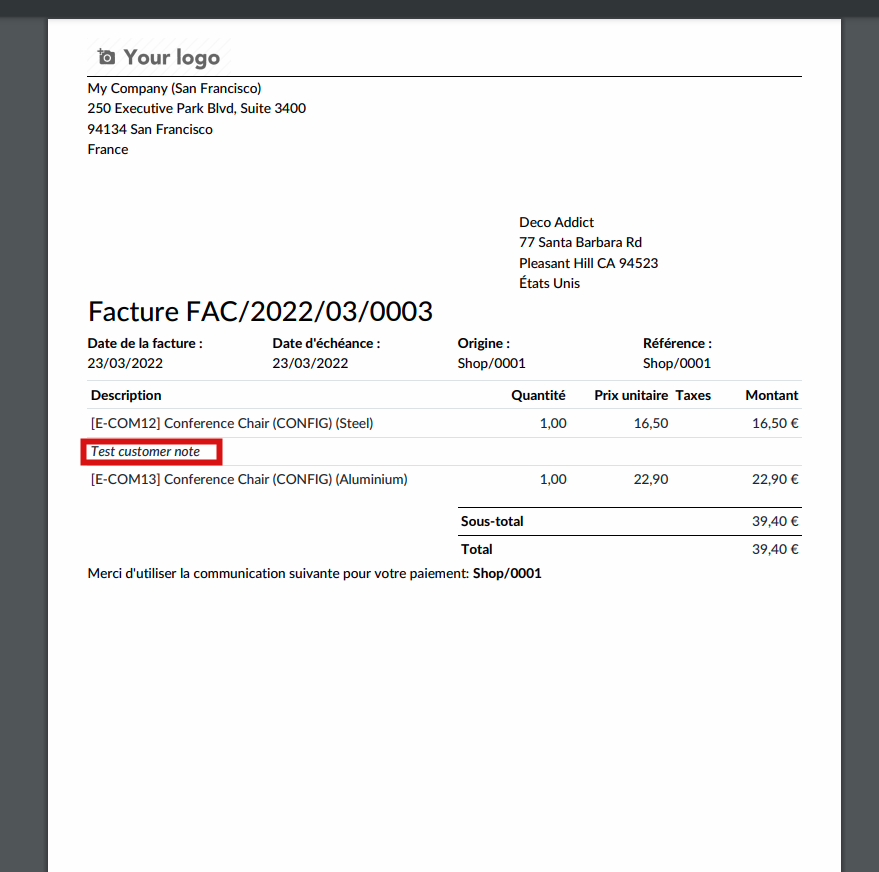 Your logo
My Company (San Francisco)
250 Executive Park Blvd, Suite 3400
94134 San Francisco
France
Deco Addict
77 Santa Barbara Rd
Pleasant Hill CA 94523
États Unis
Facture FAC/2022/03/0003
Date de la facture : Date d'échéance : Origine : Référence :
23/03/2022 23/03/2022 Shop/0001 Shop/0001
Description Quantité Prix unitaire Taxes Montant
[E-COM12] Conference Chair (CONFIG) (Steel) 1,00 16,50 16,50 €
Test customer note
[E-COM13] Conference Chair (CONFIG) (Aluminium) 1,00 22,90 22,90 €
Sous-total 39,40 €
Total 39,40 €
Merci d'utiliser la communication suivante pour votre paiement: Shop/0001